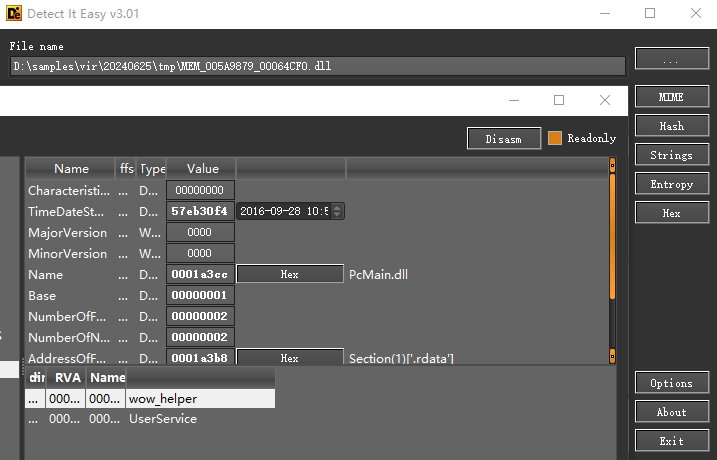 Detect It Easy v3.01
File name
D:\samples\vir\20240625\tmp\MEM_005A9879_00064CF0.dll
...
MIME
Disasm Readonly
Hash
Strings
Entropy
Hex
Name ffs Type Value
Characteristi... ... D... 00000000
TimeDateSt... ... D... 57eb30f4 2016-09-28 10:5
MajorVersion ... W... 0000
MinorVersion ... W... 0000
Name ... D... 0001a3cc Hex PcMain.dll
Base ... D... 00000001
NumberOfF... ... D... 00000002
NumberOfN... ... D... 00000002
AddressOfF... ... D... 0001a3b8 Hex Section(1)['.rdata']
RVA Name
... 000... 000... wow_helper
... 000... 000... UserService
Options
About
Exit